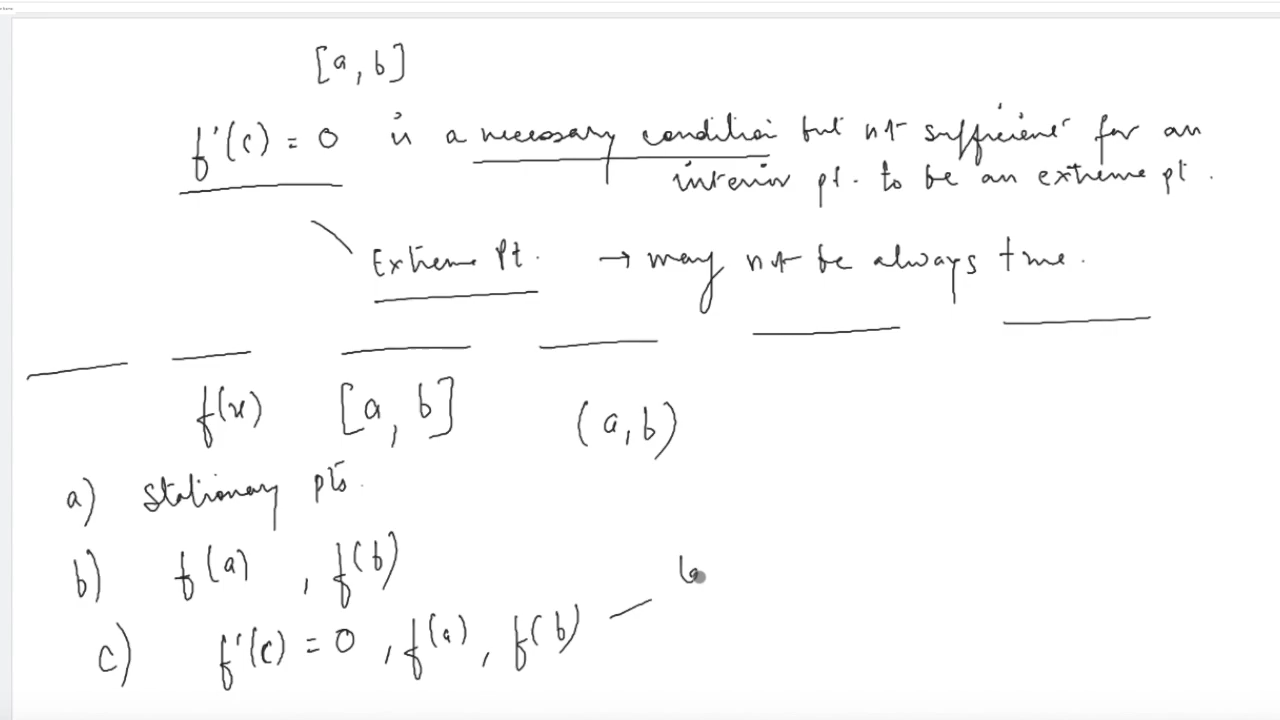 [a, b]
f'(c) = 0 is a necessary condition but not sufficient for an
interior pt. to be an extreme pt.
Extreme Pt. → may not be always true.
f(x) [a, b] (a, b)
a) Stationary pts.
b) f(a), f(b)
c) f'(c) = 0, f(a), f(b) —